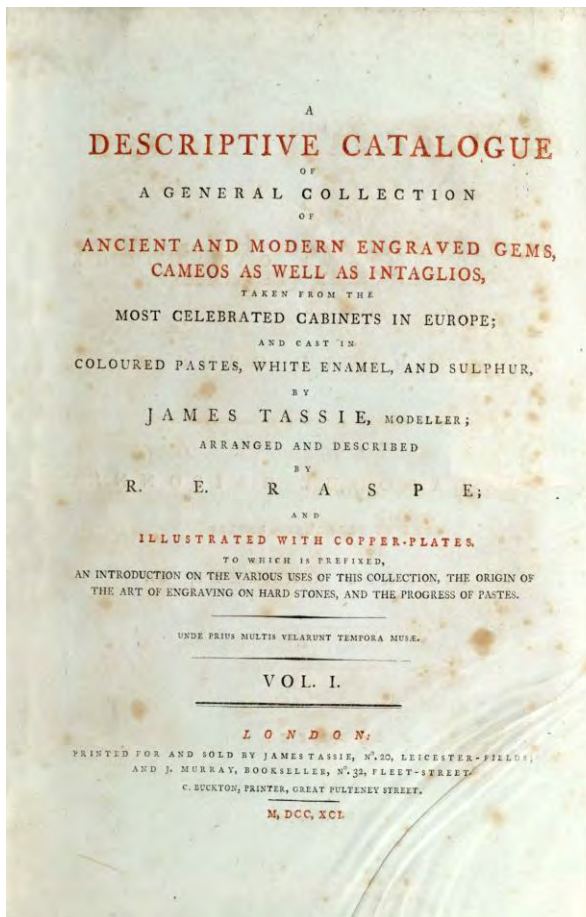 A
DESCRIPTIVE CATALOGUE
OF
A GENERAL COLLECTION
OF
ANCIENT AND MODERN ENGRAVED GEMS,
CAMEOS AS WELL AS INTAGLIOS,
TAKEN FROM THE
MOST CELEBRATED CABINETS IN EUROPE;
AND CAST IN
COLOURED PASTES, WHITE ENAMEL, AND SULPHUR,
BY
JAMES TASSIE, MODELLER;
ARRANGED AND DESCRIBED
BY
R. E. RASPE;
AND
ILLUSTRATED WITH COPPER-PLATES.
TO WHICH IS PREFIXED,
AN INTRODUCTION ON THE VARIOUS USES OF THIS COLLECTION, THE ORIGIN OF
THE ART OF ENGRAVING ON HARD STONES, AND THE PROGRESS OF PASTES.
UNDE PRIUS MULTIS VELARUNT TEMPORA MUSÆ.
VOL. I.
LONDON:
PRINTED FOR AND SOLD BY JAMES TASSIE, Nº. 20, LEICESTER-FIELDS;
AND J. MURRAY, BOOKSELLER, Nº. 32, FLEET-STREET.
C. BUCKTON, PRINTER, GREAT PULTENEY STREET.
M,DCC,XCI.